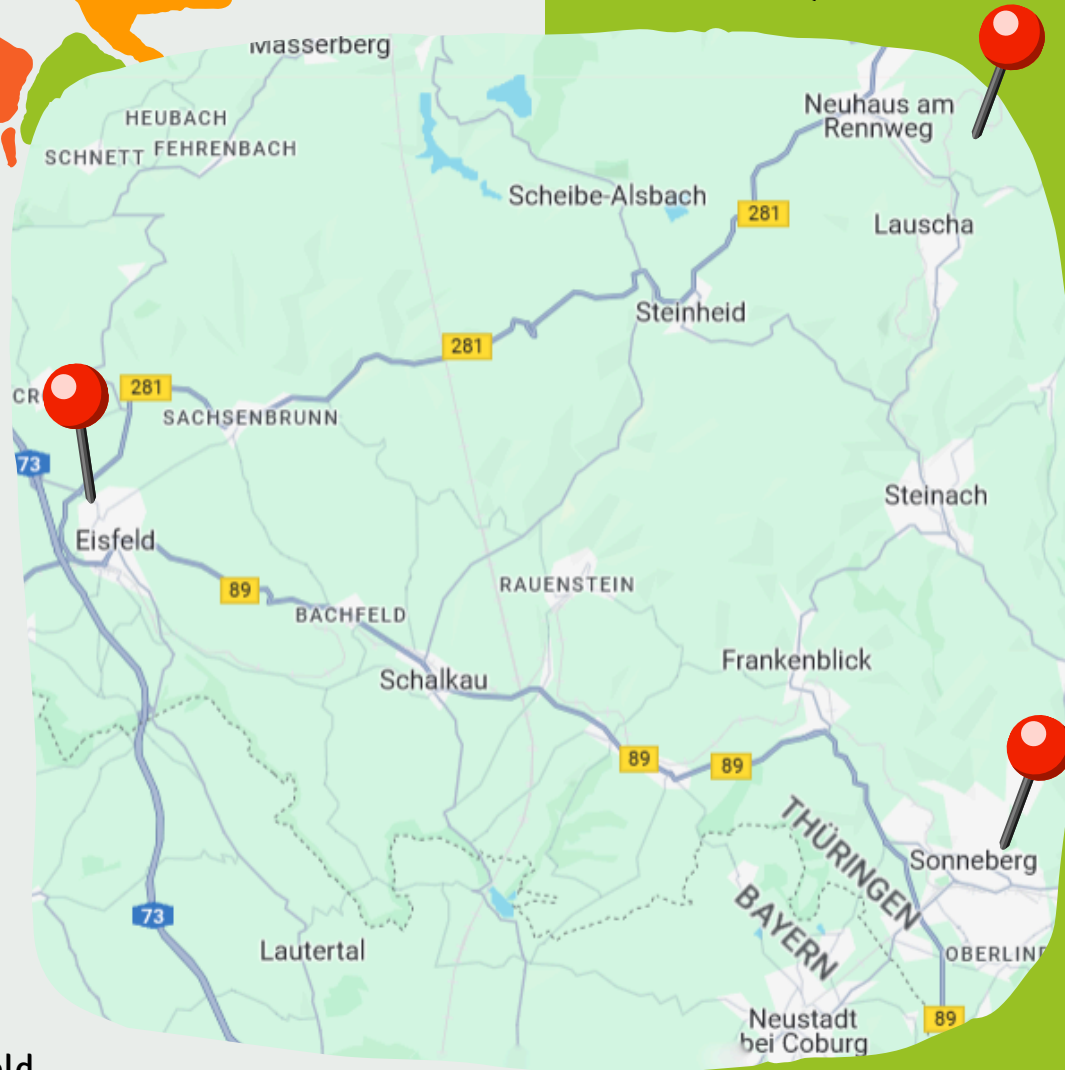 Masserberg
HEUBACH
SCHNETT
FEHRENBACH
Neuhaus am
Rennweg
Scheibe-Alsbach
281
Lauscha
Steinheid
281
281
SACHSENBRUNN
73
Steinach
Eisfeld
89
BACHFELD
RAUENSTEIN
Schalkau
Frankenblick
89
89
THÜRINGEN
BAYERN
Sonneberg
73
Lautertal
OBERLIN
Neustadt
bei Coburg
89